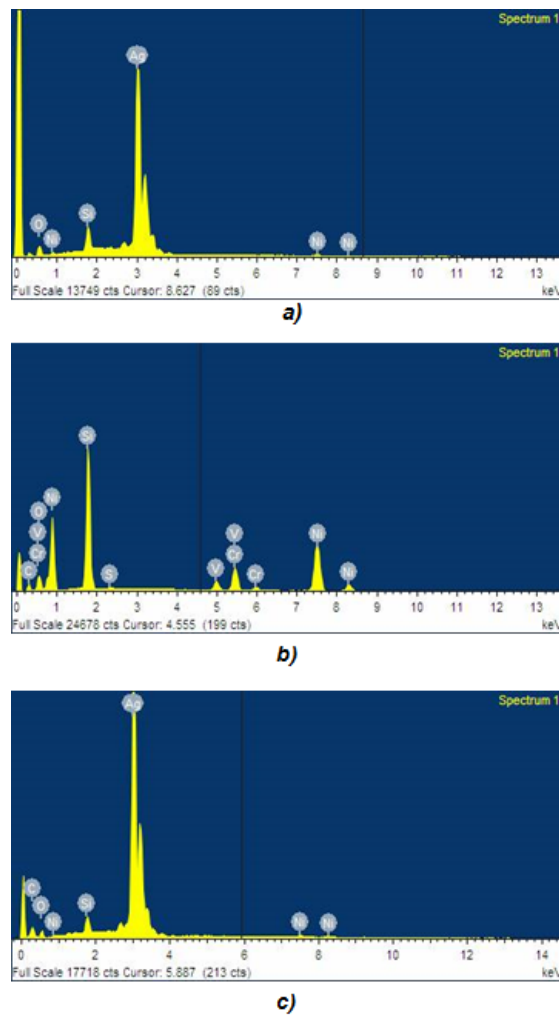 Spectrum 1
Ag
Si
O
Ni
Ni
Ni
0 1 2 3 4 5 6 7 8 9 10 11 12 13
Full Scale 13749 cts Cursor: 8.627 (89 cts) keV
a)
Spectrum 1
Si
O
Ni
V
V
Cr
Cr
Ni
C
S
V
Cr
Ni
0 1 2 3 4 5 6 7 8 9 10 11 12 13
Full Scale 24678 cts Cursor: 4.555 (199 cts) keV
b)
Spectrum 1
Ag
C
O
Si
Ni
Ni
Ni
0 2 4 6 8 10 12 14
Full Scale 17718 cts Cursor: 5.887 (213 cts) keV
c)